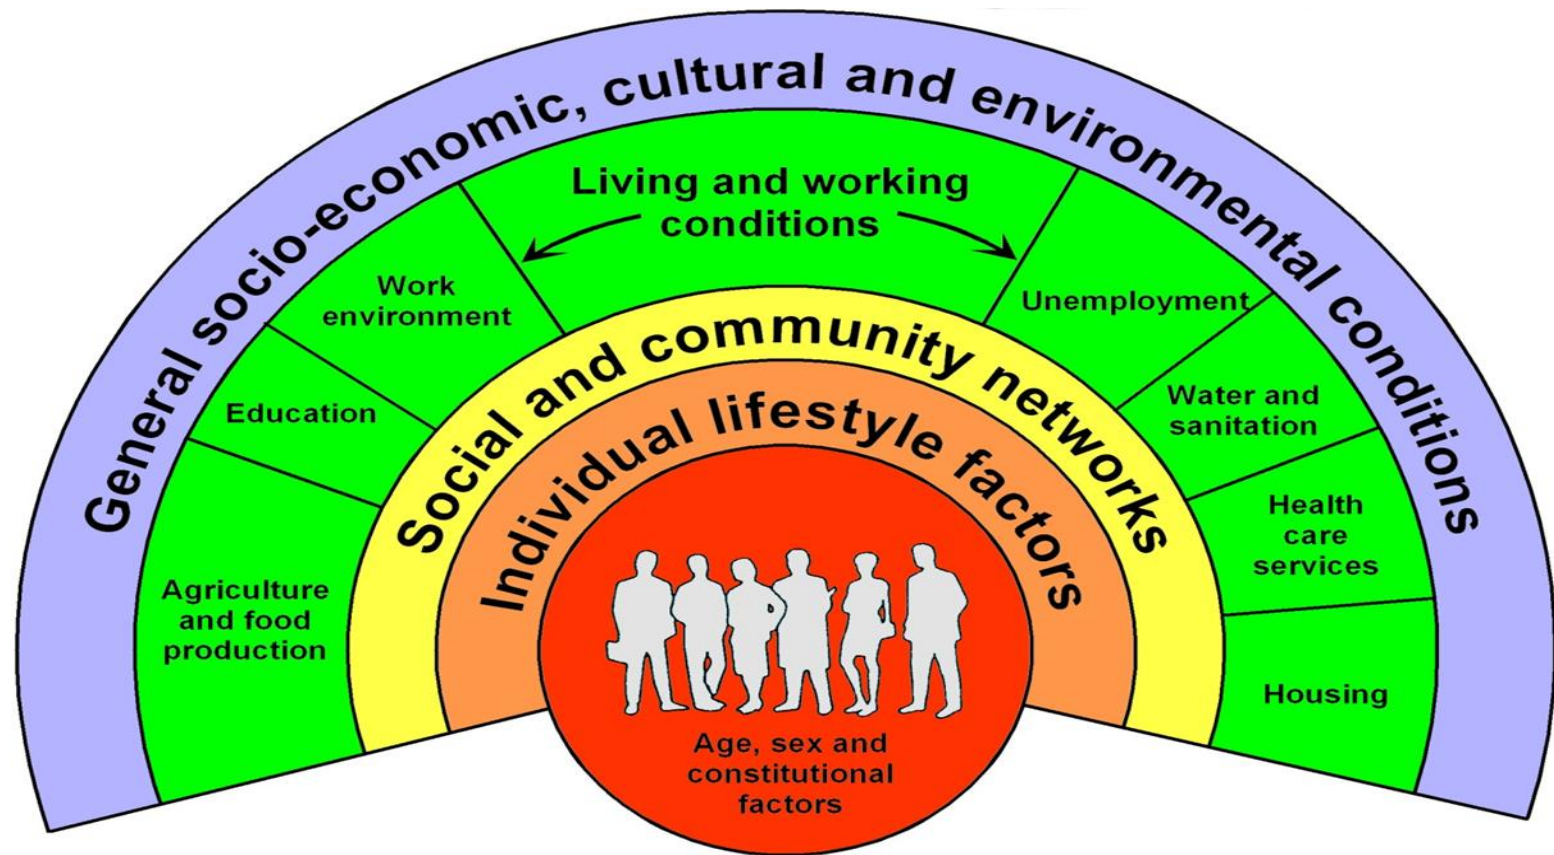 General socio-economic, cultural and environmental conditions
Living and working
conditions
Work
environment
Unemployment
Education
Water and
sanitation
Agriculture
and food
production
Health
care
services
Housing
Social and community networks
Individual lifestyle factors
Age, sex and
constitutional
factors